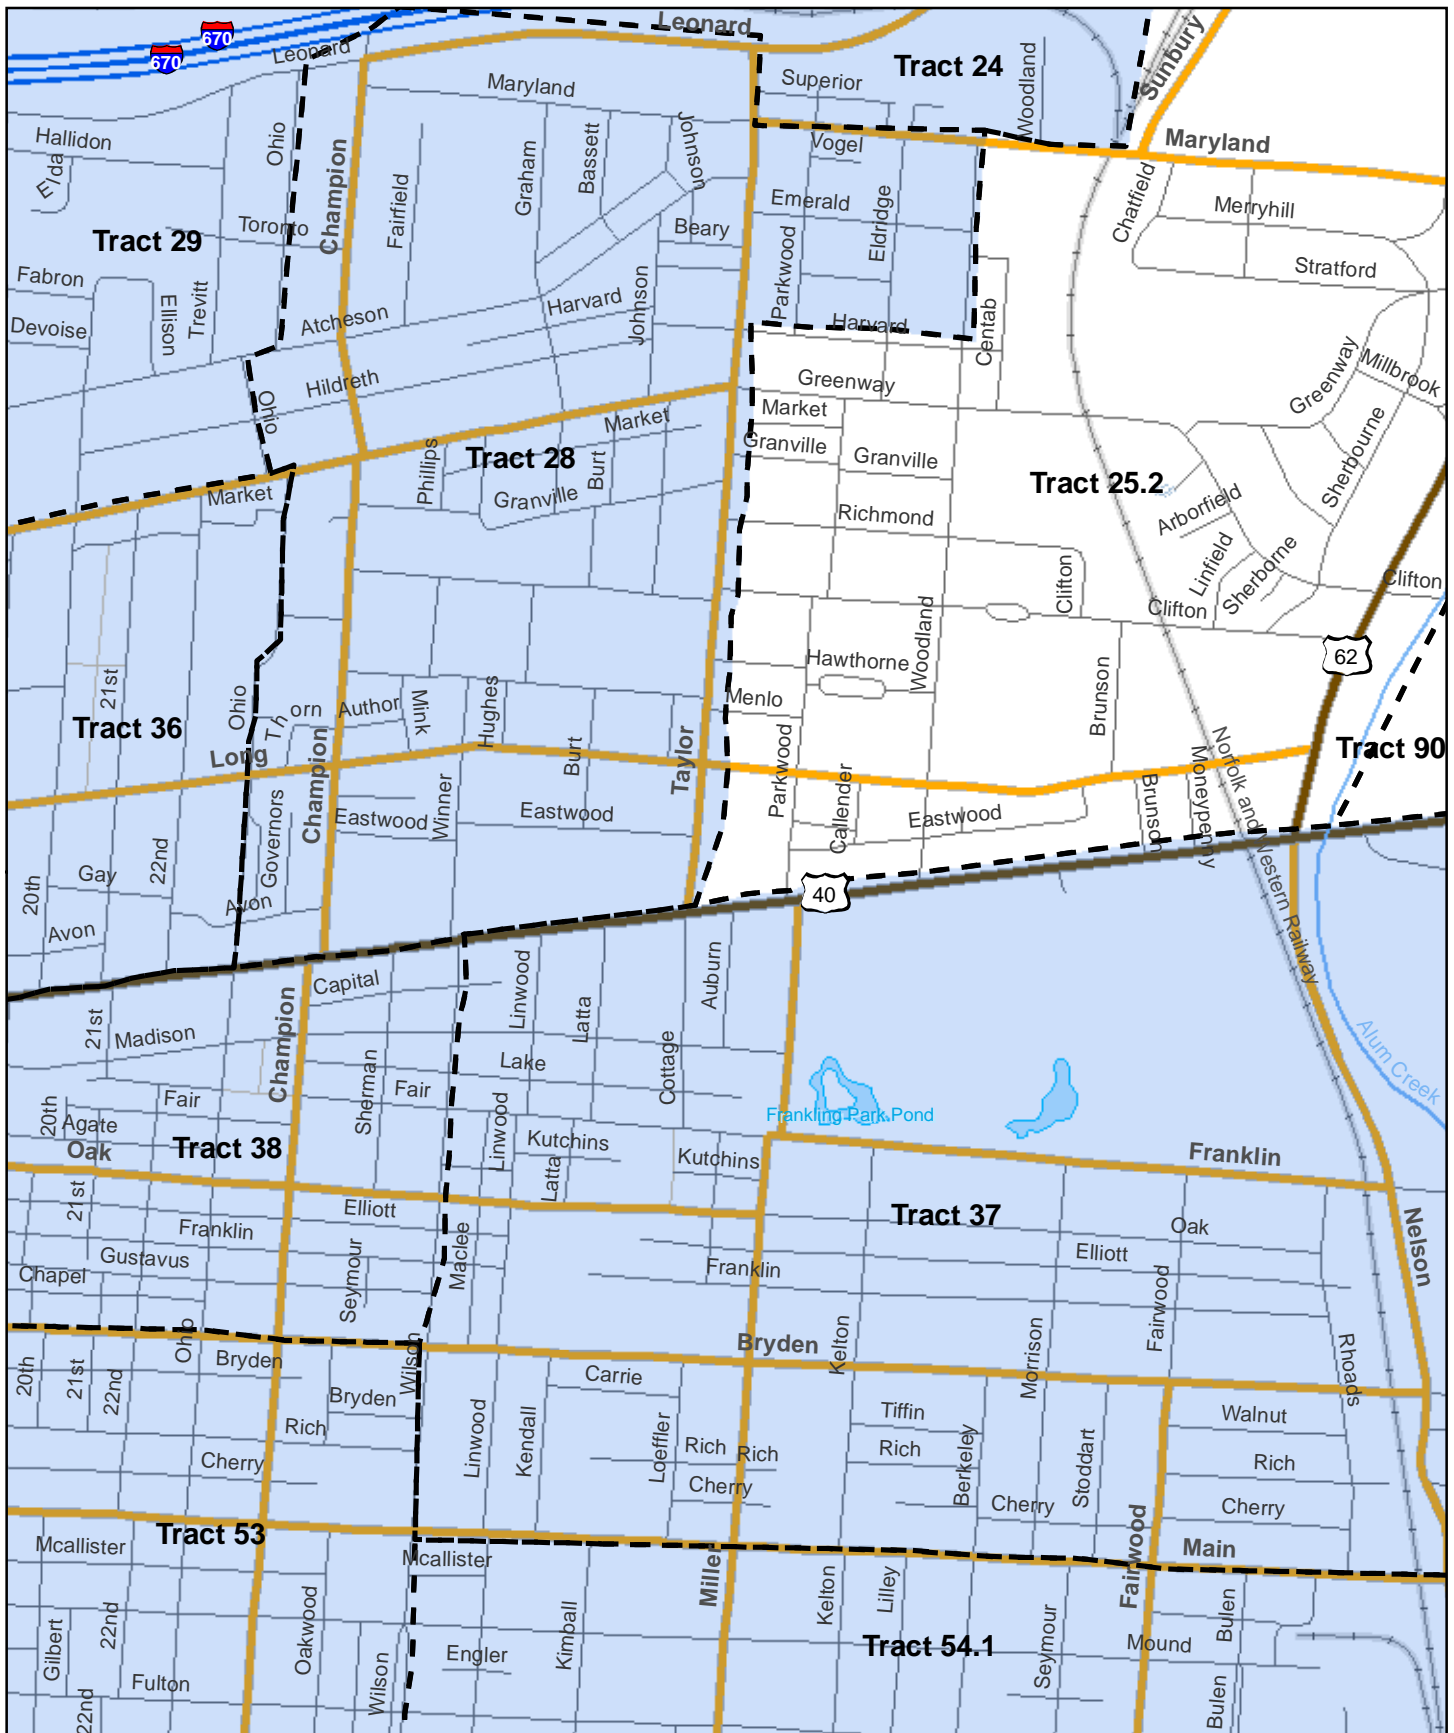 670
670
Leonard
Leonard
Sunbury
Tract 24
Superior
Woodland
Maryland
Hallidon
Elda
Ohio
Champion
Fairfield
Graham
Bassett
Johnson
Vogel
Maryland
Chatfield
Merryhill
Emerald
Eldridge
Parkwood
Beary
Toronto
Tract 29
Stratford
Fabron
Devoise
Ellison
Trevitt
Atcheson
Harvard
Johnson
Harvard
Centab
Greenway
Millbrook
Hildreth
Ohio
Greenway
Market
Market
Granville
Granville
Sherbourne
Phillips
Tract 28
Burt
Granville
Market
Tract 25.2
Arborfield
Richmond
Linfield
Sherborne
Clifton
Clifton
Clifton
Woodland
Hawthorne
62
21st
Ohio
Thorn
Author
Mink
Hughes
Menlo
Brunson
Tract 36
Long
Champion
Burt
Taylor
Parkwood
Norfolk and Western Railway
Moneypenny
Tract 90
Governors
Eastwood
Winner
Eastwood
Callender
Eastwood
Brunson
22nd
Gay
20th
Avon
Avon
40
Capital
Linwood
Latta
Auburn
21st
Madison
Champion
Sherman
Lake
Cottage
Alum Creek
Fair
Fair
20th
Agate
Linwood
Frankling Park Pond
Kutchins
Kutchins
Latta
Oak
Tract 38
Franklin
21st
Elliott
Franklin
Gustavus
Chapel
Seymour
Maclee
Tract 37
Oak
Elliott
Franklin
Fairwood
Nelson
Ohio
Bryden
Wilson
Bryden
Kelton
Morrison
Rhoads
20th
21st
22nd
Bryden
Carrie
Rich
Linwood
Kendall
Loeffler
Tiffin
Walnut
Cherry
Rich
Rich
Rich
Berkeley
Stoddart
Rich
Cherry
Cherry
Cherry
Tract 53
Main
Mcallister
Mcallister
Miller
Kelton
Lilley
Fairwood
Gilbert
22nd
Oakwood
Wilson
Engler
Kimball
Tract 54.1
Seymour
Mound
Bulen
Fulton
22nd
Bulen